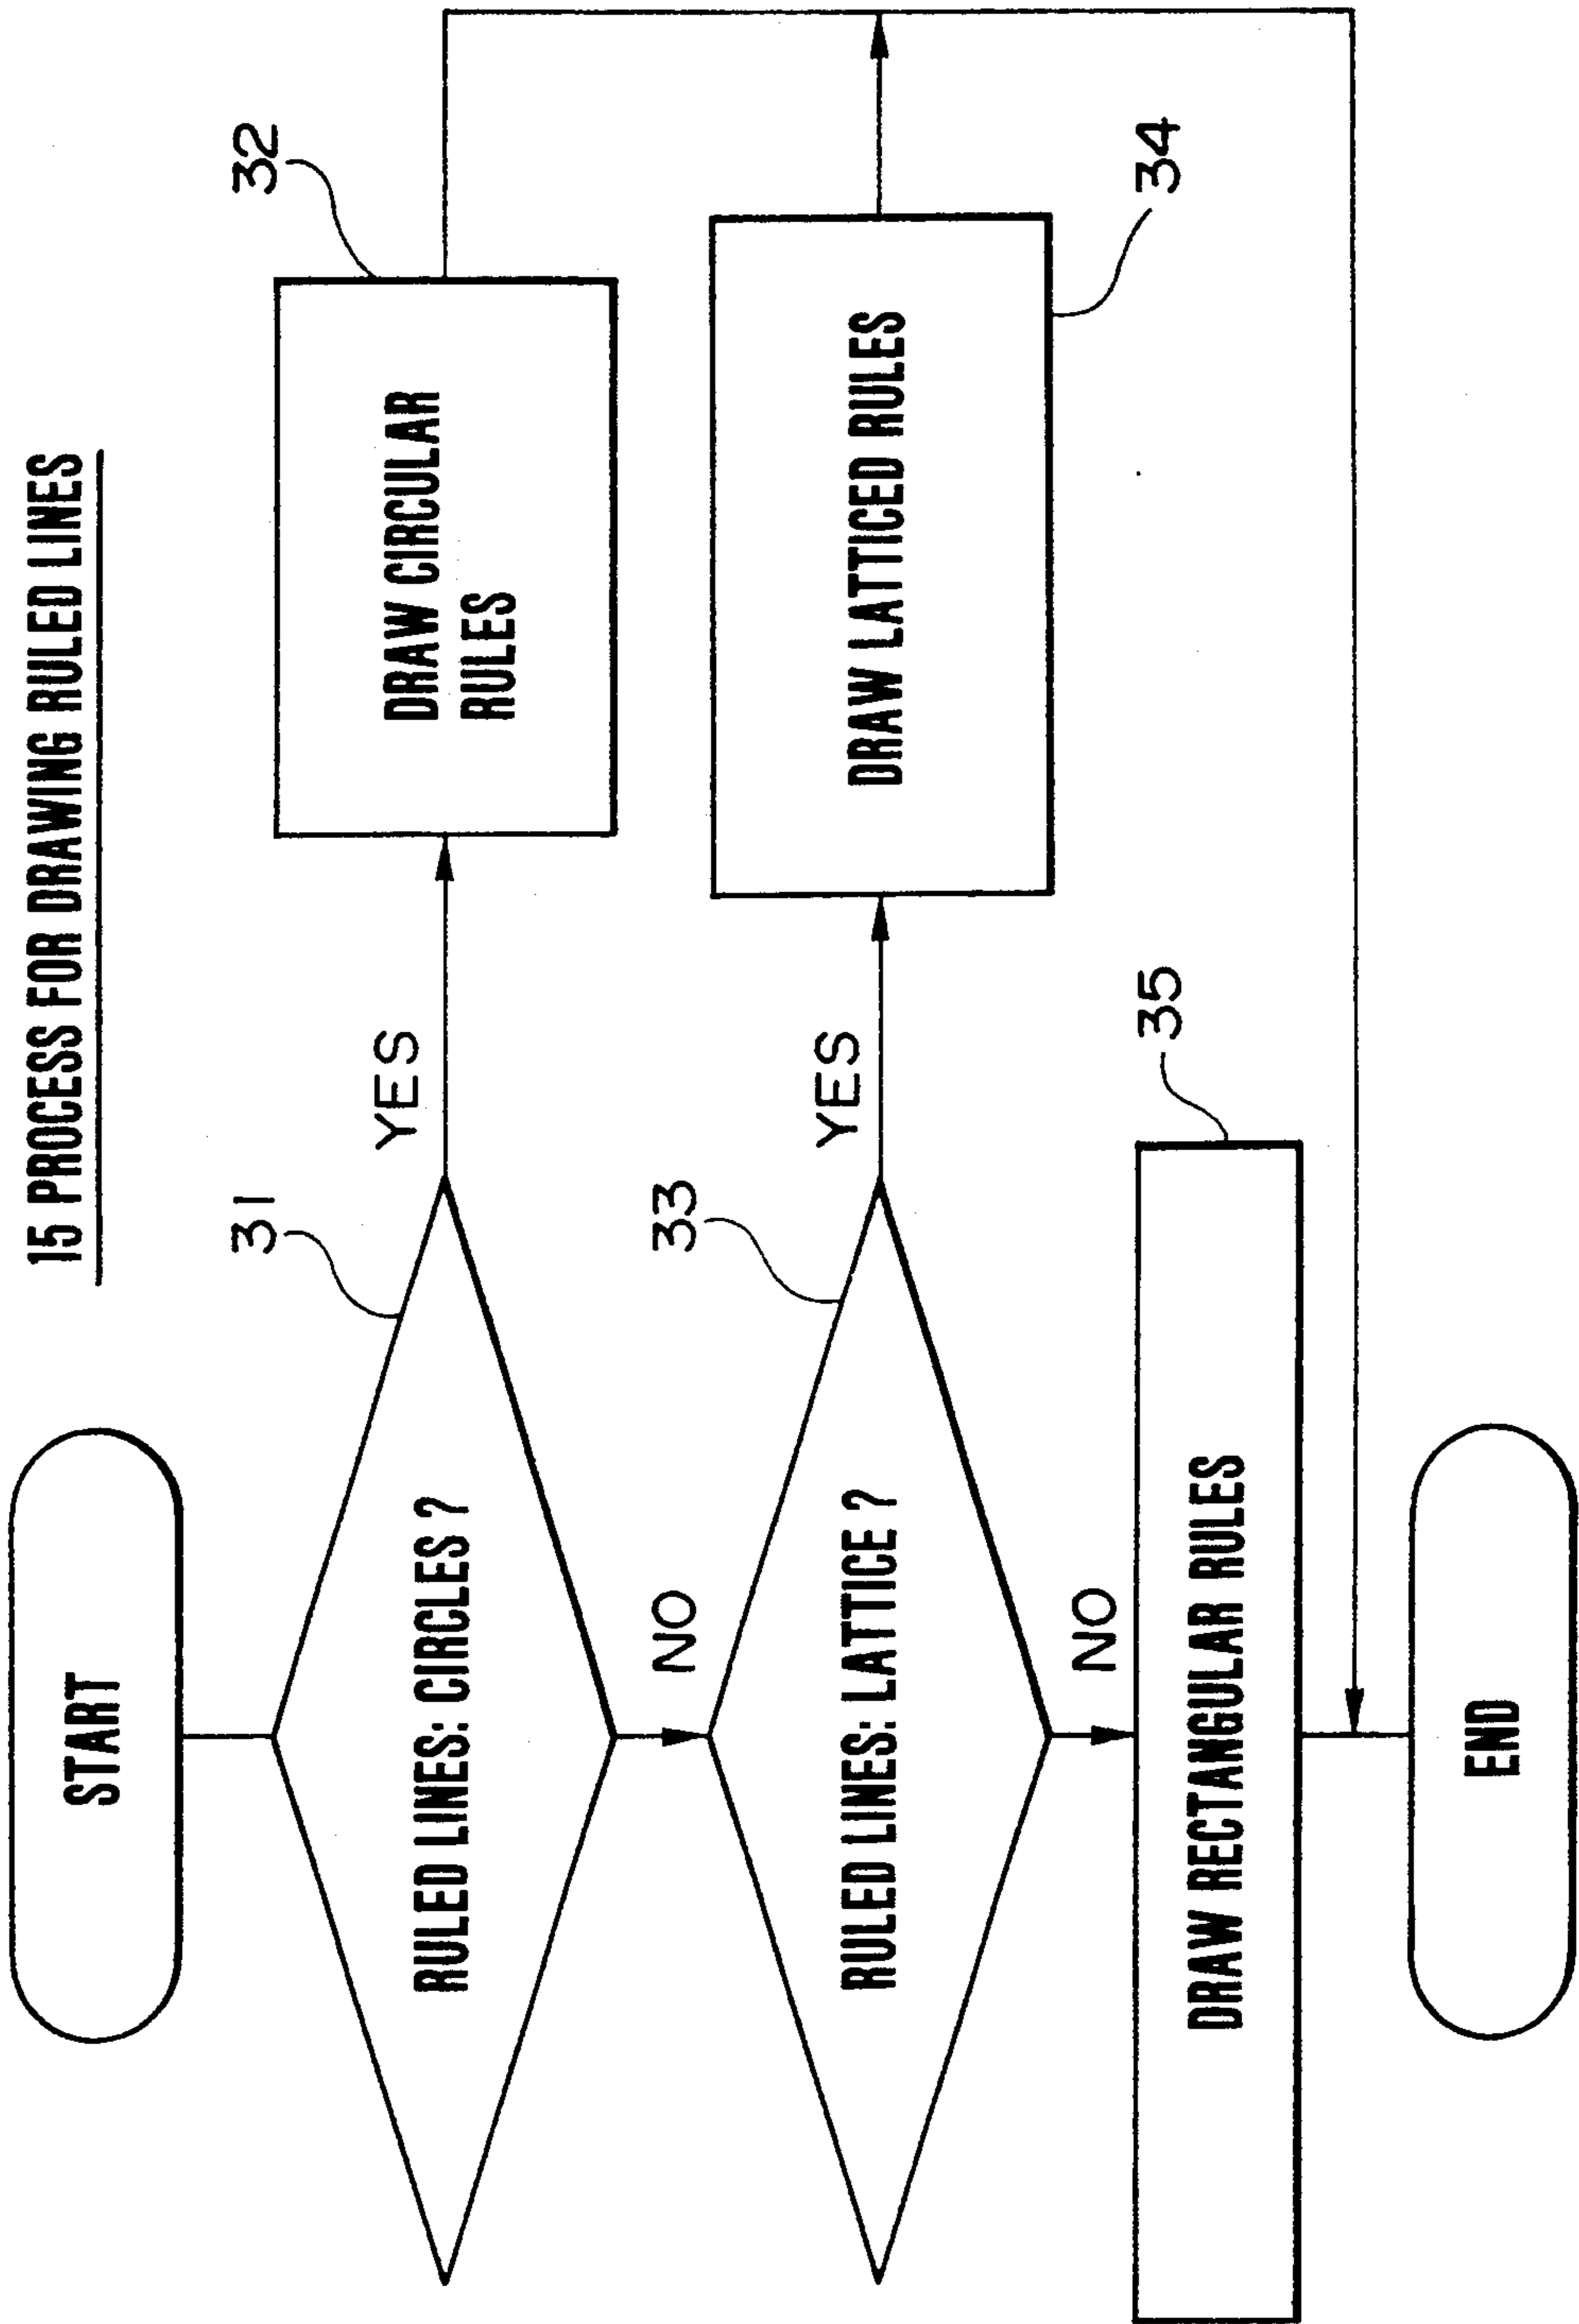 15 PROCESS FOR DRAWING RULED LINES
START
31
RULED LINES: CIRCLES ?
YES
32
DRAW CIRCULAR
RULES
NO
33
RULED LINES: LATTICE ?
YES
DRAW LATTICED RULES
34
NO
35
DRAW RECTANGULAR RULES
END